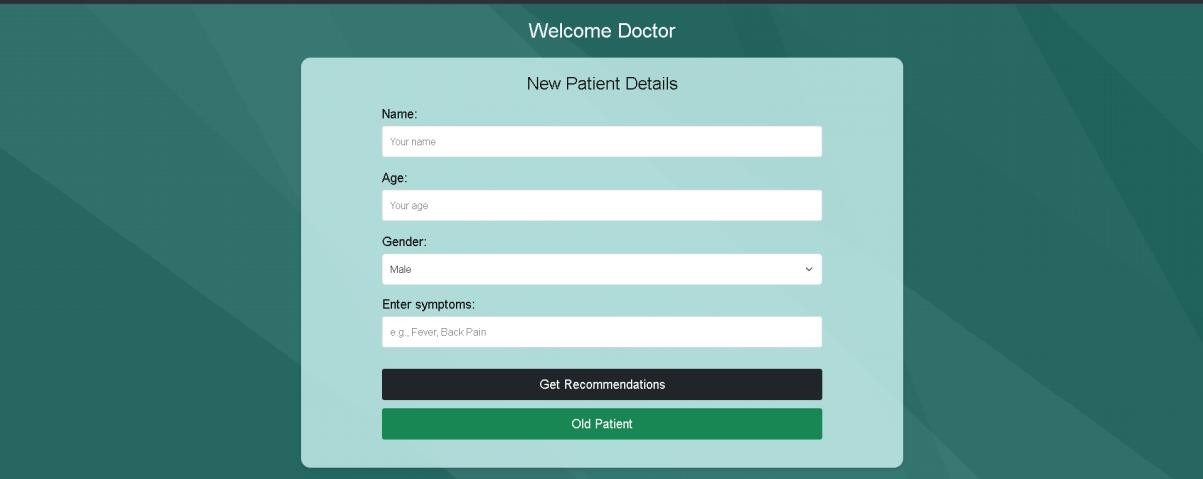 Welcome Doctor
New Patient Details
Name:
Your name
Age:
Your age
Gender:
Male
Enter symptoms:
e.g., Fever, Back Pain
Get Recommendations
Old Patient